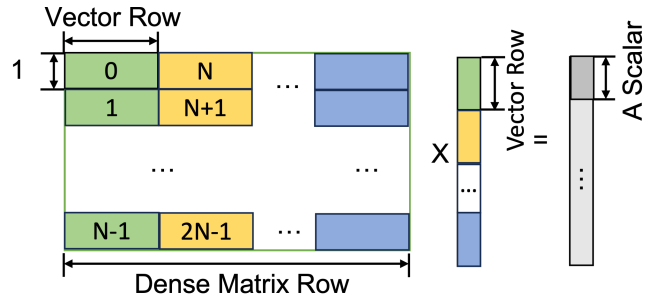 Vector Row
1
0 N ...
1 N+1
... ...
N-1 2N-1 ...
Dense Matrix Row
X
...
Vector Row
=
...
A Scalar